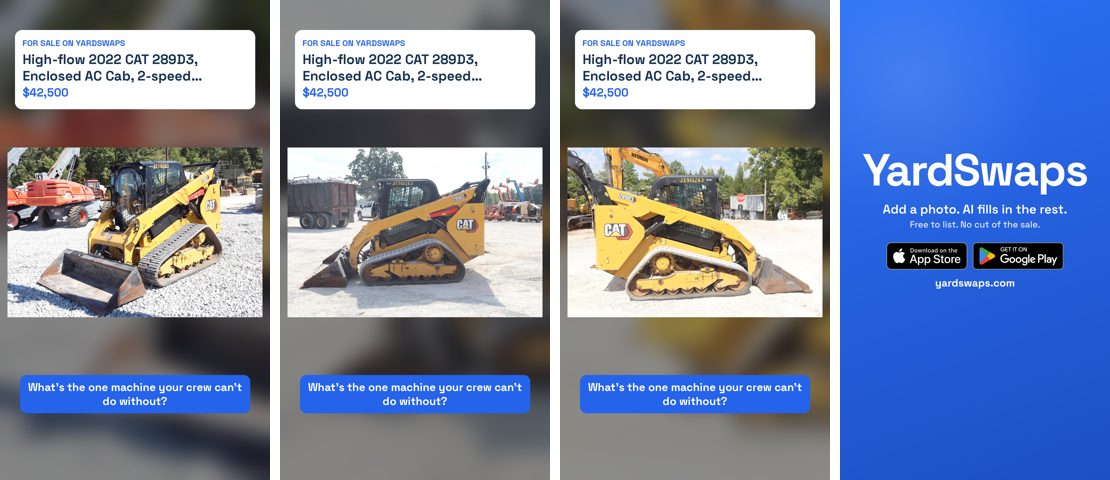 FOR SALE ON YARDSWAPS
High-flow 2022 CAT 289D3,
Enclosed AC Cab, 2-speed...
$42,500
CAT
What's the one machine your crew can't
do without?
FOR SALE ON YARDSWAPS
High-flow 2022 CAT 289D3,
Enclosed AC Cab, 2-speed...
$42,500
CAT
What's the one machine your crew can't
do without?
FOR SALE ON YARDSWAPS
High-flow 2022 CAT 289D3,
Enclosed AC Cab, 2-speed...
$42,500
HYUNDAI
CAT
What's the one machine your crew can't
do without?
YardSwaps
Add a photo. AI fills in the rest.
Free to list. No cut of the sale.
Download on the
App Store
GET IT ON
Google Play
yardswaps.com